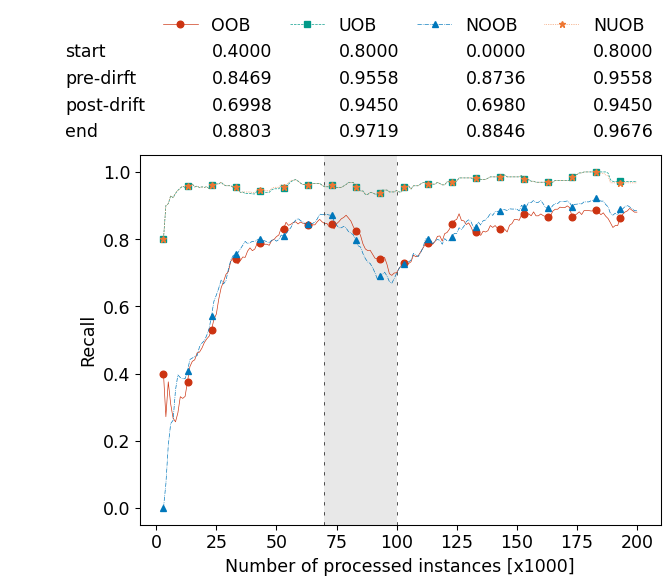 OOB UOB NOOB NUOB
start 0.4000 0.8000 0.0000 0.8000
pre-dirft 0.8469 0.9558 0.8736 0.9558
post-drift 0.6998 0.9450 0.6980 0.9450
end 0.8803 0.9719 0.8846 0.9676
1.0
0.8
0.6
0.4
0.2
0.0
Recall
0 25 50 75 100 125 150 175 200
Number of processed instances [x1000]